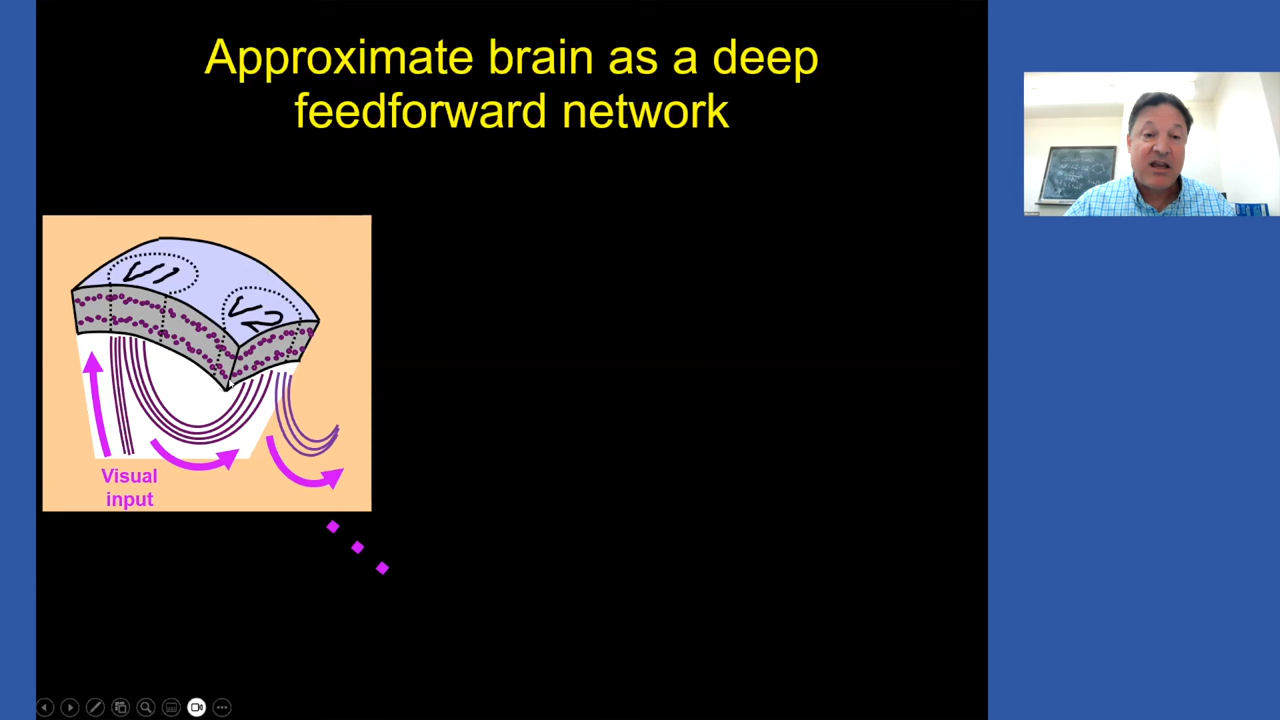 Approximate brain as a deep
feedforward network
V1
V2
Visual
input